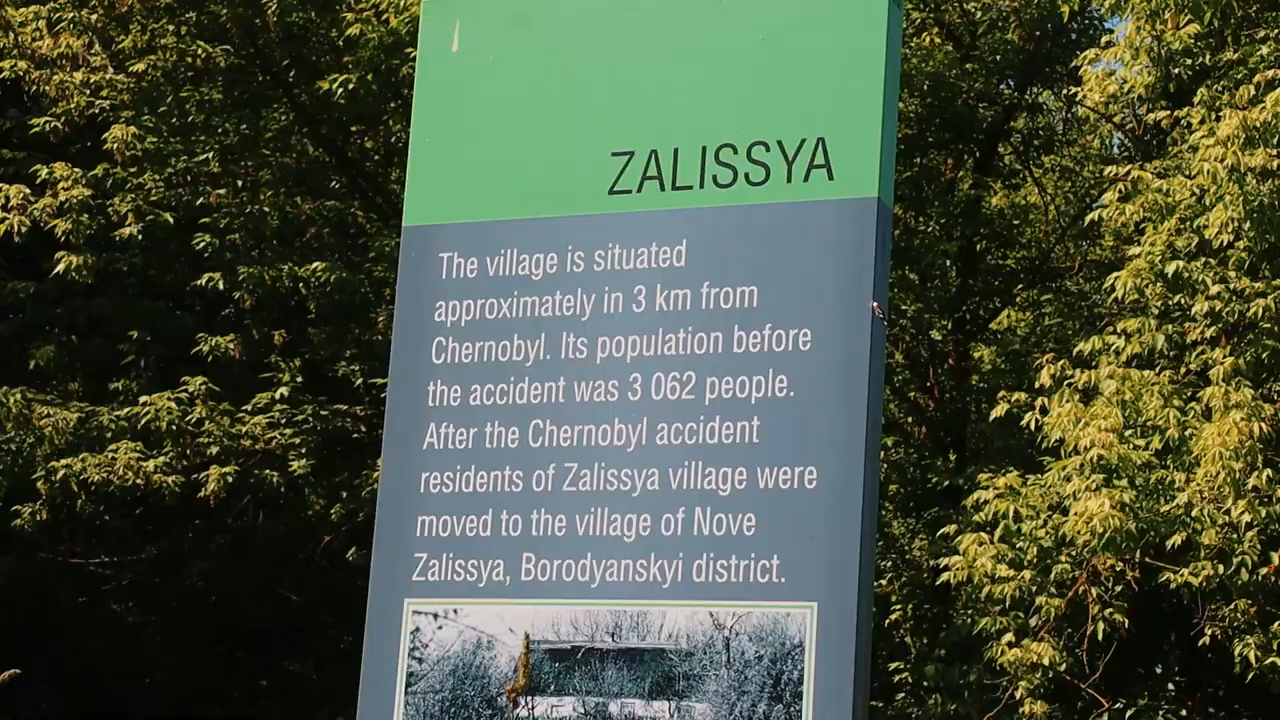 ZALISSYA
The village is situated
approximately in 3 km from
Chernobyl. Its population before
the accident was 3 062 people.
After the Chernobyl accident
residents of Zalissya village were
moved to the village of Nove
Zalissya, Borodyanskyi district.